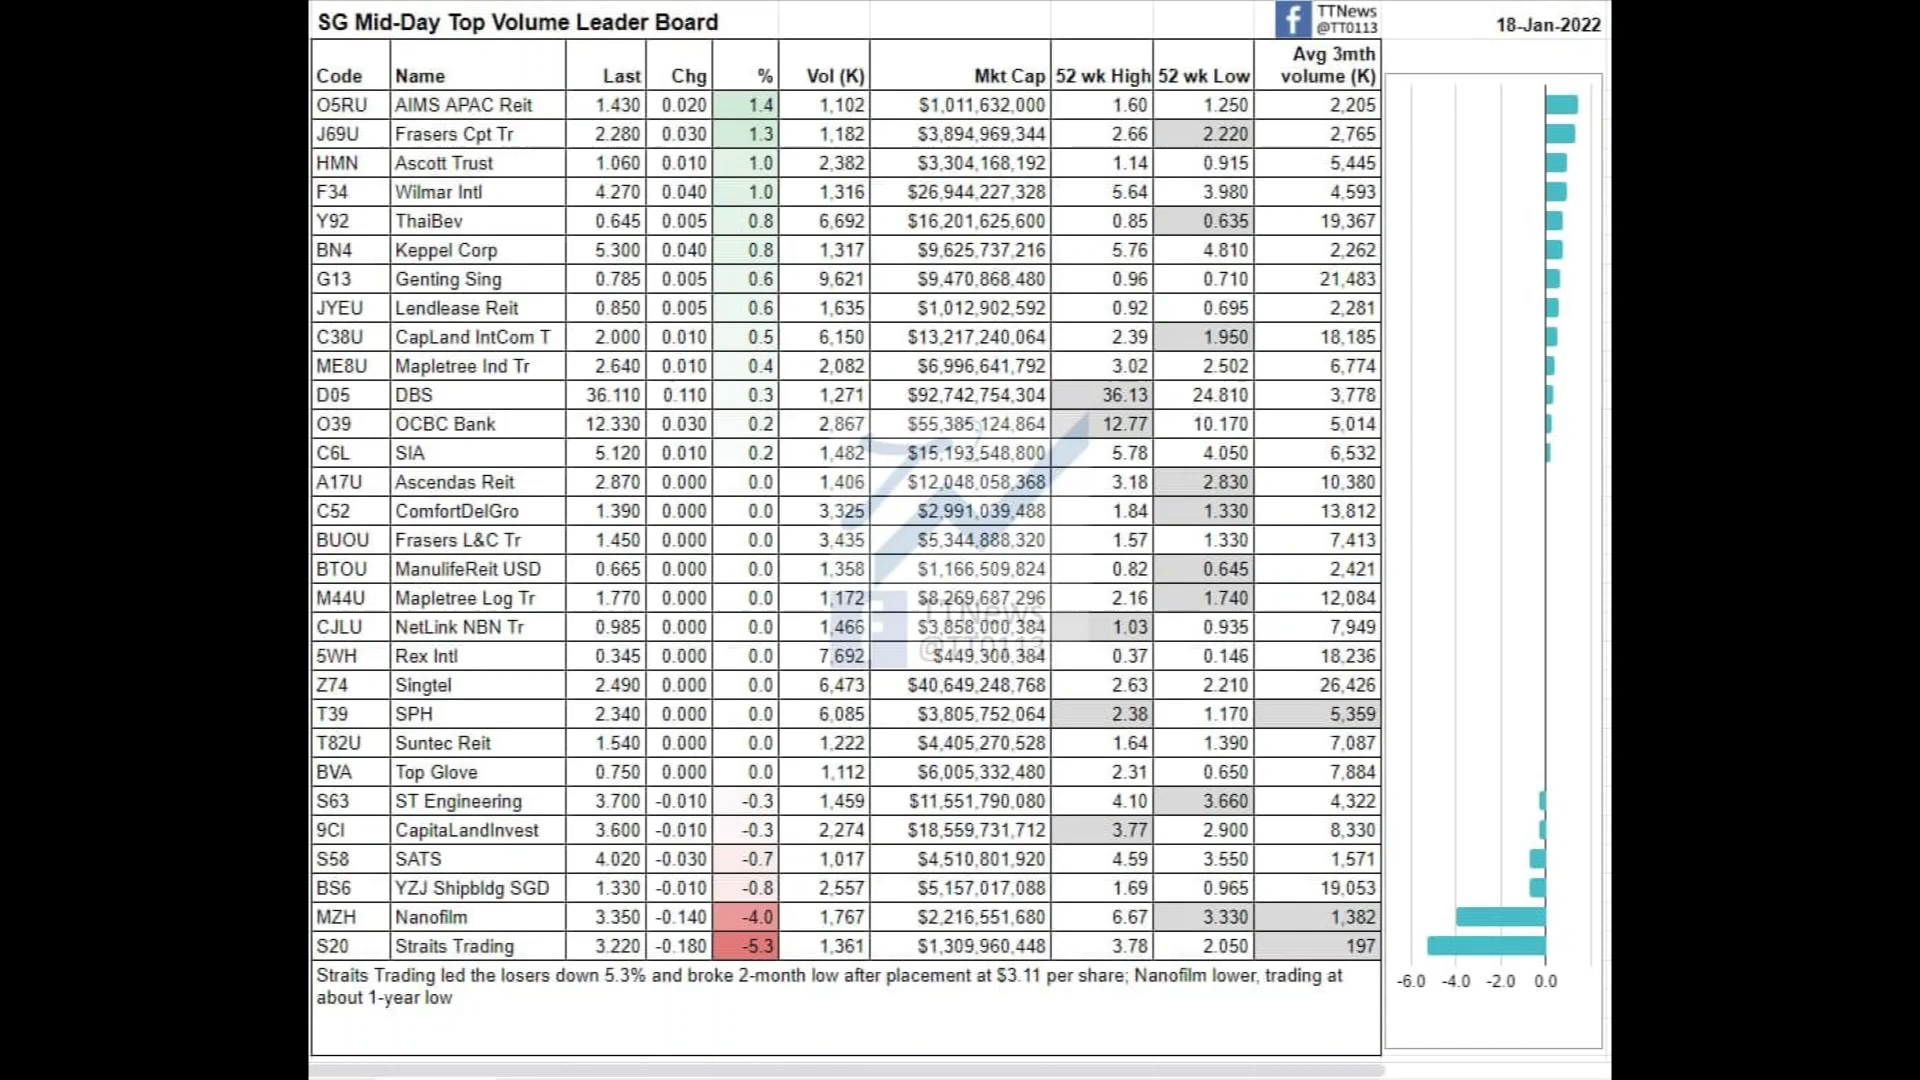 SG Mid-Day Top Volume Leader Board
TTNews
@TT0113
18-Jan-2022
Code Name Last Chg % Vol (K) Mkt Cap 52 wk High 52 wk Low Avg 3mth volume (K)
O5RU AIMS APAC Reit 1.430 0.020 1.4 1,102 $1,011,632,000 1.60 1.250 2,205
J69U Frasers Cpt Tr 2.280 0.030 1.3 1,182 $3,894,969,344 2.66 2.220 2,765
HMN Ascott Trust 1.060 0.010 1.0 2,382 $3,304,168,192 1.14 0.915 5,445
F34 Wilmar Intl 4.270 0.040 1.0 1,316 $26,944,227,328 5.64 3.980 4,593
Y92 ThaiBev 0.645 0.005 0.8 6,692 $16,201,625,600 0.85 0.635 19,367
BN4 Keppel Corp 5.300 0.040 0.8 1,317 $9,625,737,216 5.76 4.810 2,262
G13 Genting Sing 0.785 0.005 0.6 9,621 $9,470,868,480 0.96 0.710 21,483
JYEU Lendlease Reit 0.850 0.005 0.6 1,635 $1,012,902,592 0.92 0.695 2,281
C38U CapLand IntCom T 2.000 0.010 0.5 6,150 $13,217,240,064 2.39 1.950 18,185
ME8U Mapletree Ind Tr 2.640 0.010 0.4 2,082 $6,996,641,792 3.02 2.502 6,774
D05 DBS 36.110 0.110 0.3 1,271 $92,742,754,304 36.13 24.810 3,778
O39 OCBC Bank 12.330 0.030 0.2 2,867 $55,385,124,864 12.77 10.170 5,014
C6L SIA 5.120 0.010 0.2 1,482 $15,193,548,800 5.78 4.050 6,532
A17U Ascendas Reit 2.870 0.000 0.0 1,406 $12,048,058,368 3.18 2.830 10,380
C52 ComfortDelGro 1.390 0.000 0.0 3,325 $2,991,039,488 1.84 1.330 13,812
BUOU Frasers L&C Tr 1.450 0.000 0.0 3,435 $5,344,888,320 1.57 1.330 7,413
BTOU ManulifeReit USD 0.665 0.000 0.0 1,358 $1,166,509,824 0.82 0.645 2,421
M44U Mapletree Log Tr 1.770 0.000 0.0 1,172 $8,269,687,296 2.16 1.740 12,084
CJLU NetLink NBN Tr 0.985 0.000 0.0 1,466 $3,858,000,384 1.03 0.935 7,949
5WH Rex Intl 0.345 0.000 0.0 7,692 $449,300,384 0.37 0.146 18,236
Z74 Singtel 2.490 0.000 0.0 6,473 $40,649,248,768 2.63 2.210 26,426
T39 SPH 2.340 0.000 0.0 6,085 $3,805,752,064 2.38 1.170 5,359
T82U Suntec Reit 1.540 0.000 0.0 1,222 $4,405,270,528 1.64 1.390 7,087
BVA Top Glove 0.750 0.000 0.0 1,112 $6,005,332,480 2.31 0.650 7,884
S63 ST Engineering 3.700 -0.010 -0.3 1,459 $11,551,790,080 4.10 3.660 4,322
9CI CapitaLandInvest 3.600 -0.010 -0.3 2,274 $18,559,731,712 3.77 2.900 8,330
S58 SATS 4.020 -0.030 -0.7 1,017 $4,510,801,920 4.59 3.550 1,571
BS6 YZJ Shipbldg SGD 1.330 -0.010 -0.8 2,557 $5,157,017,088 1.69 0.965 19,053
MZH Nanofilm 3.350 -0.140 -4.0 1,767 $2,216,551,680 6.67 3.330 1,382
S20 Straits Trading 3.220 -0.180 -5.3 1,361 $1,309,960,448 3.78 2.050 197
Straits Trading led the losers down 5.3% and broke 2-month low after placement at $3.11 per share; Nanofilm lower, trading at
about 1-year low
-6.0 -4.0 -2.0 0.0
TTNews
@TT0113